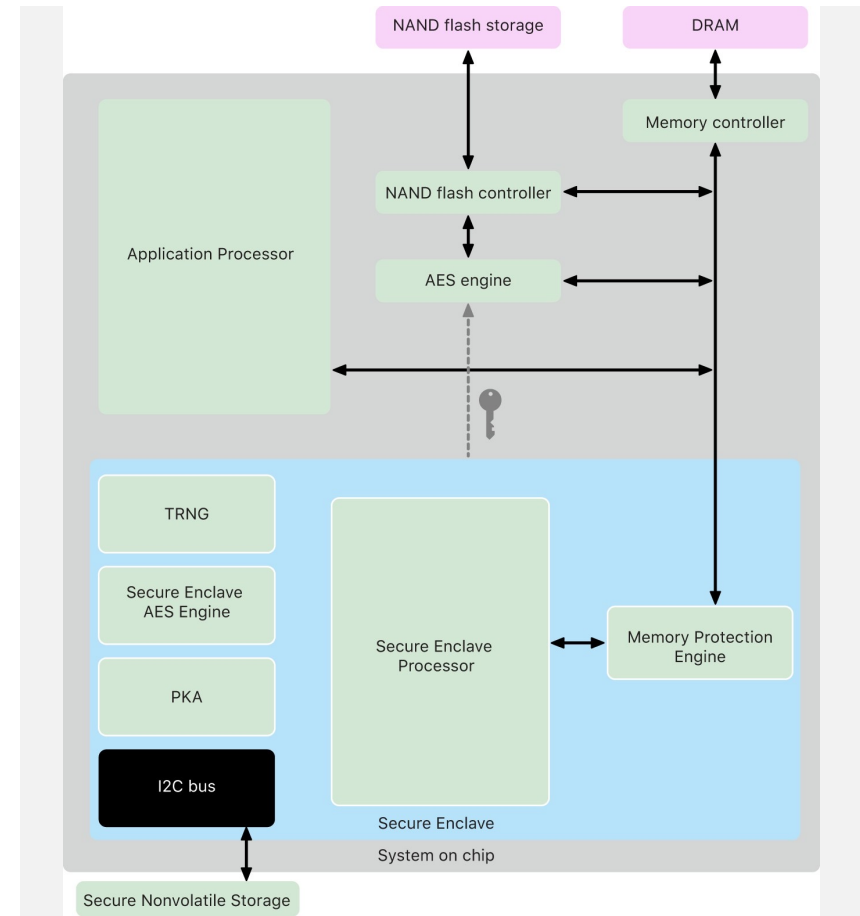 NAND flash storage
DRAM
Memory controller
NAND flash controller
Application Processor
AES engine
TRNG
Secure Enclave
AES Engine
Secure Enclave
Processor
Memory Protection
Engine
PKA
I2C bus
Secure Enclave
System on chip
Secure Nonvolatile Storage